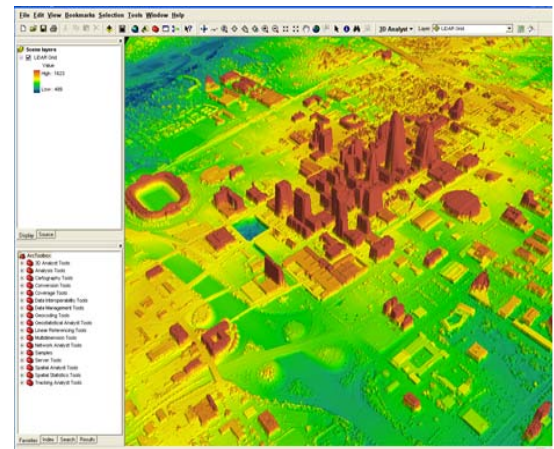 File Edit View Bookmarks Selection Tools Window Help
3D Analyst Layer: LIDAR Grid
Scene layers
LIDAR Grid
Value
High : 1623
Low : 488
Display Source
ArcToolbox
3D Analyst Tools
Analysis Tools
Cartography Tools
Conversion Tools
Coverage Tools
Data Interoperability Tools
Data Management Tools
Geocoding Tools
Geostatistical Analyst Tools
Linear Referencing Tools
Multidimension Tools
Network Analyst Tools
Samples
Server Tools
Spatial Analyst Tools
Spatial Statistics Tools
Tracking Analyst Tools
Favorites Index Search Results